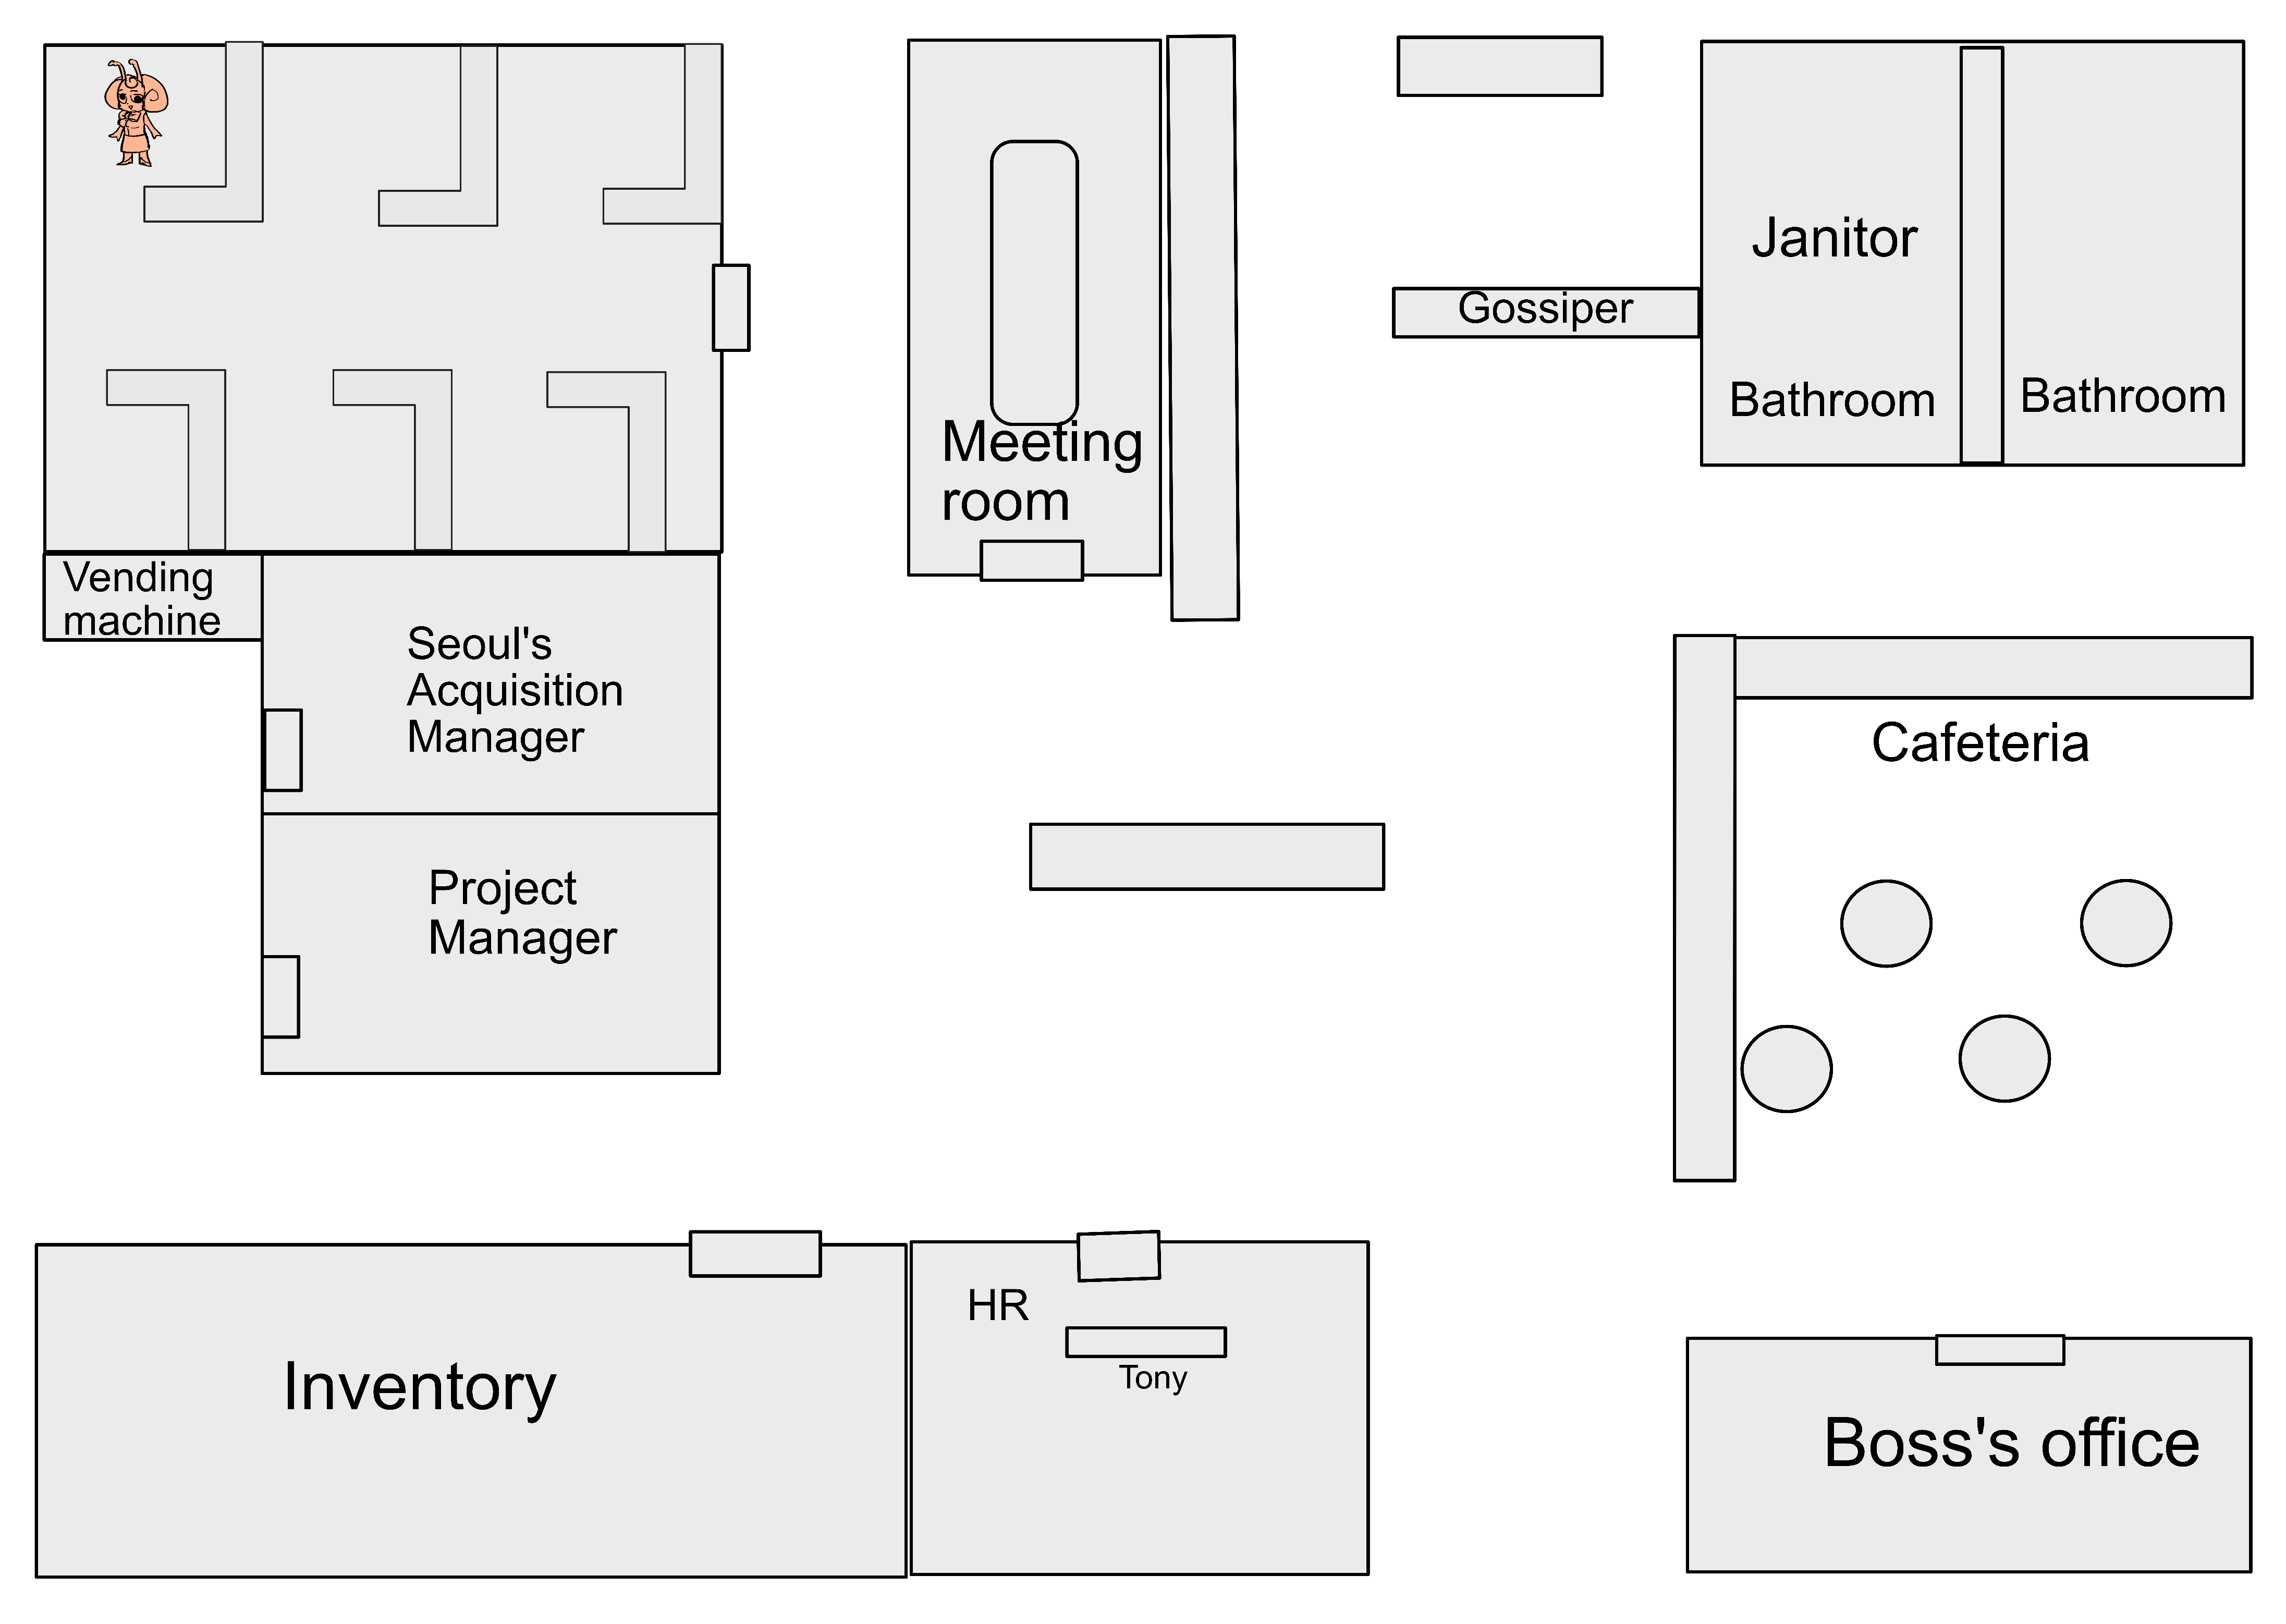 Janitor
Gossiper
Bathroom
Bathroom
Meeting
room
Vending
machine
Seoul's
Acquisition
Manager
Cafeteria
Project
Manager
HR
Tony
Inventory
Boss's office